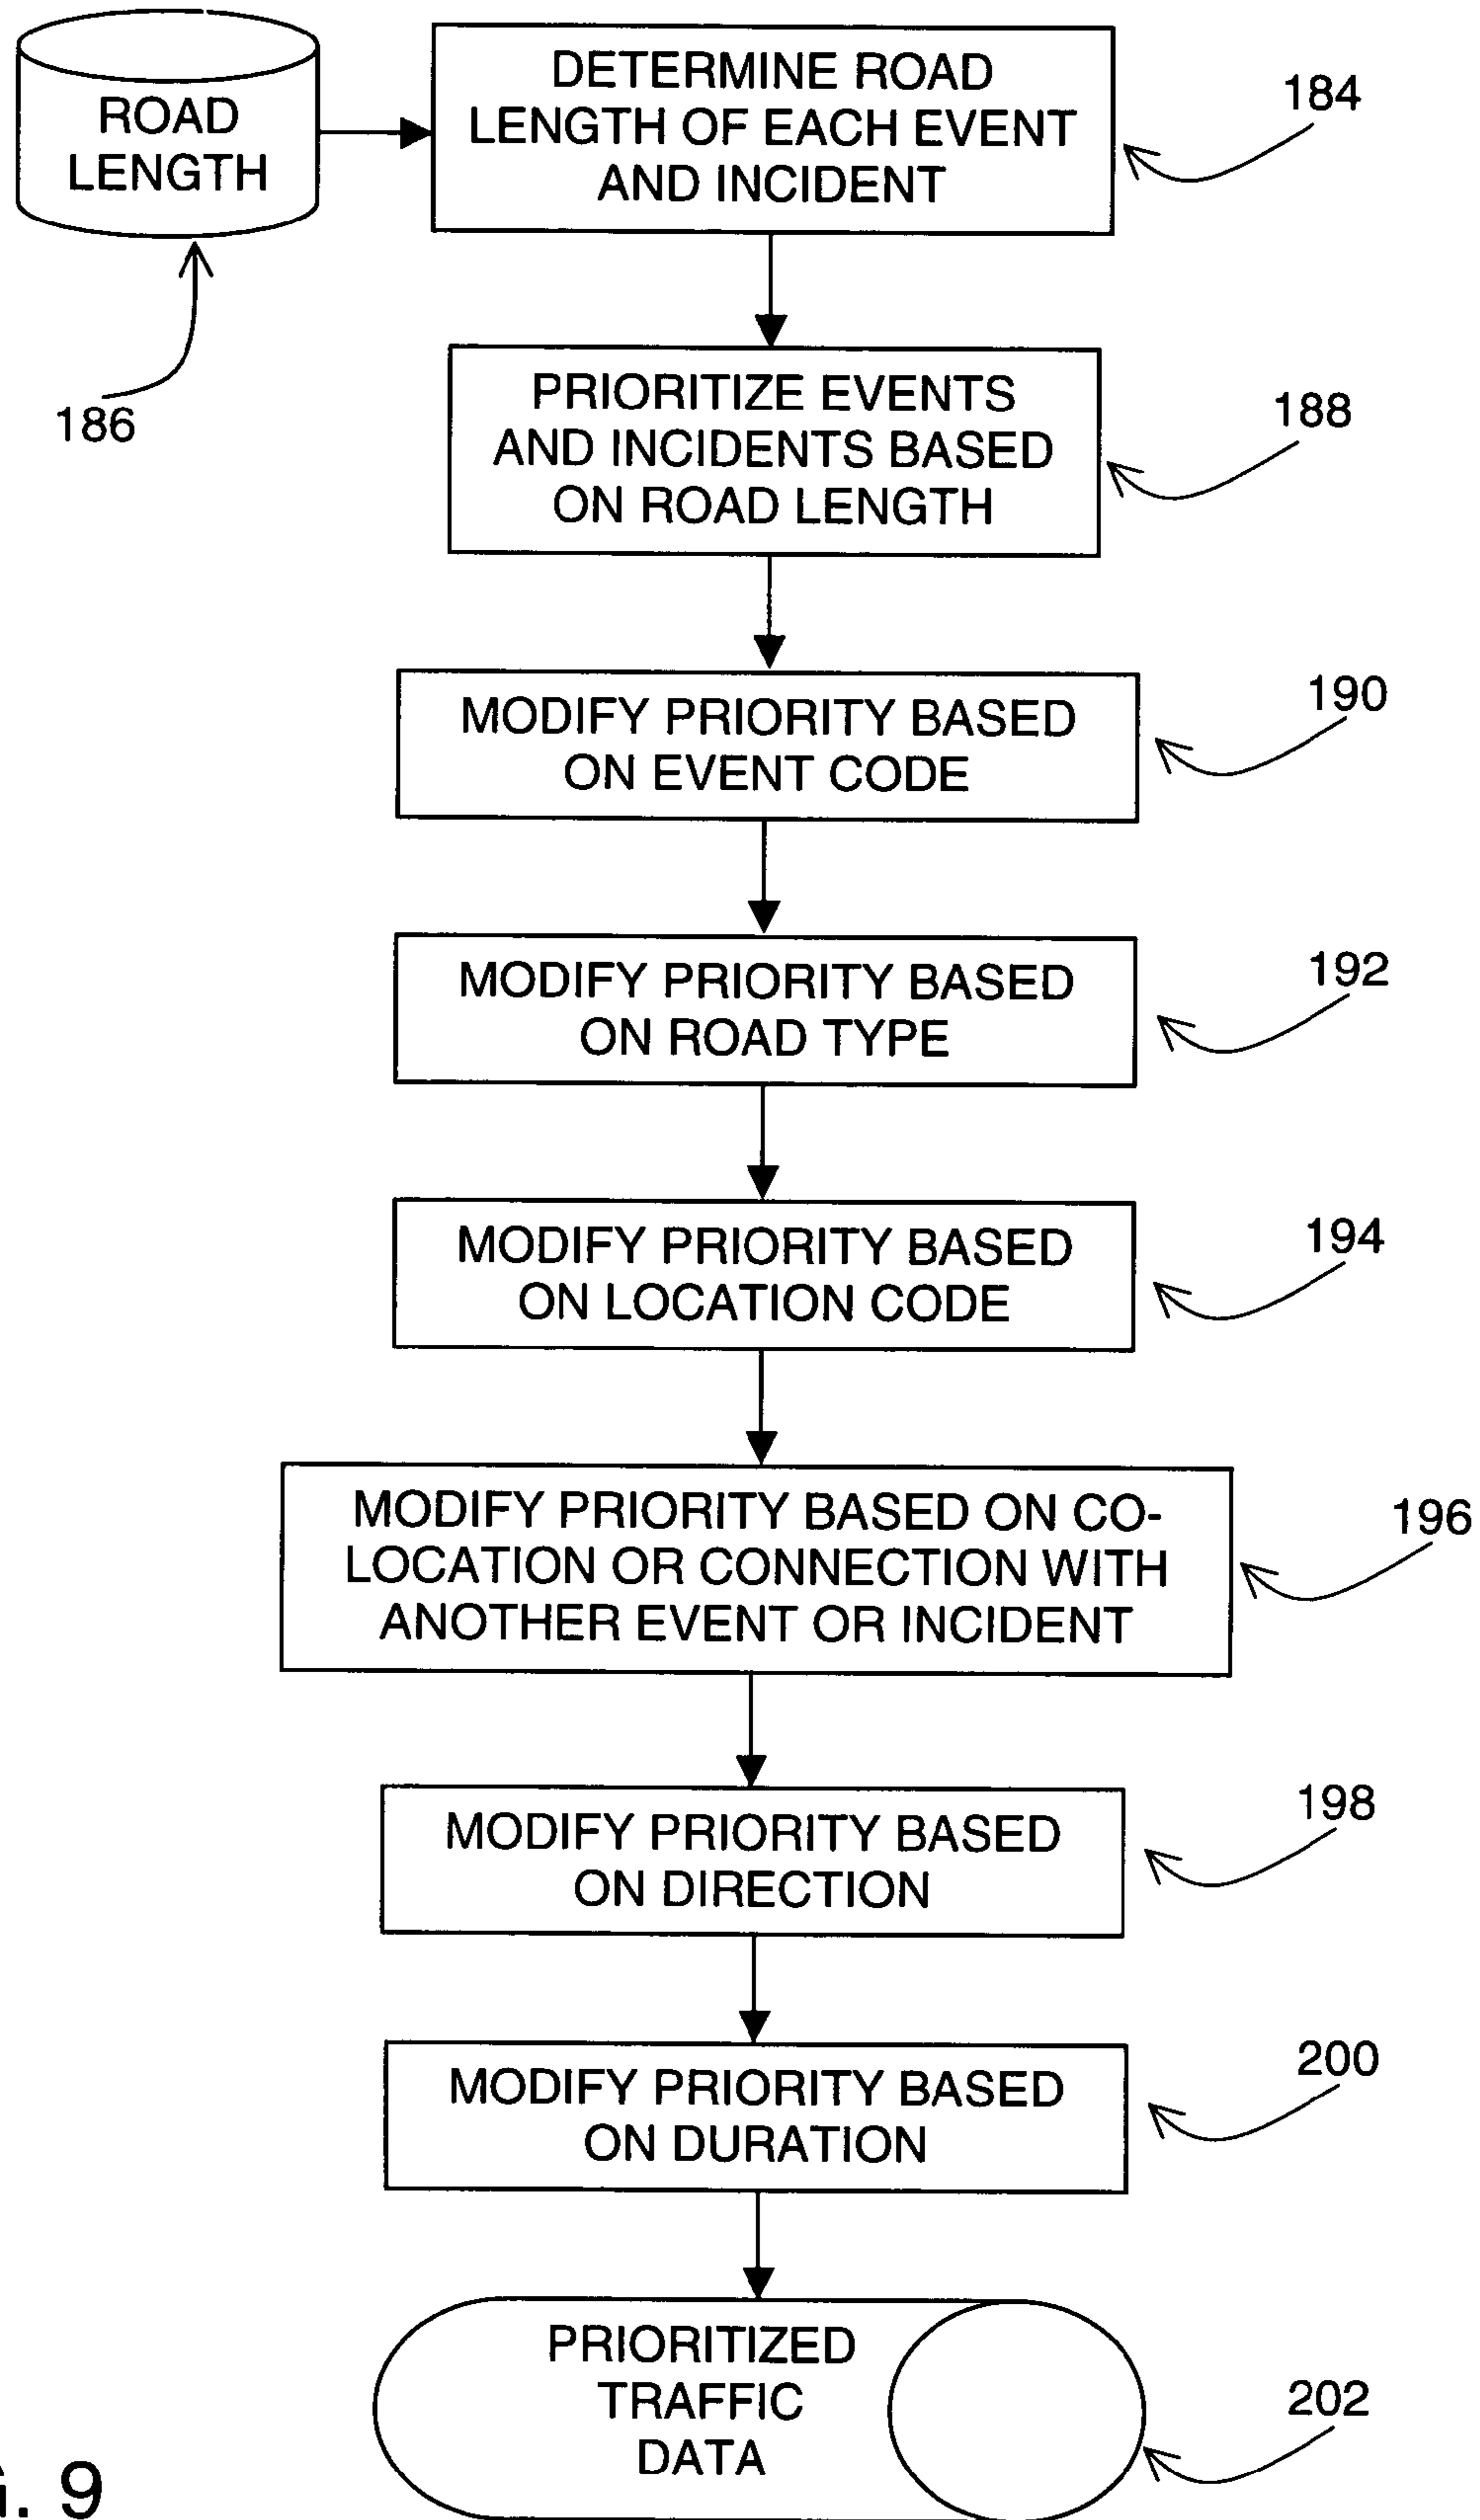 ROAD
LENGTH
DETERMINE ROAD
LENGTH OF EACH EVENT
AND INCIDENT
184
186
PRIORITIZE EVENTS
AND INCIDENTS BASED
ON ROAD LENGTH
188
MODIFY PRIORITY BASED
ON EVENT CODE
190
MODIFY PRIORITY BASED
ON ROAD TYPE
192
MODIFY PRIORITY BASED
ON LOCATION CODE
194
MODIFY PRIORITY BASED ON CO-
LOCATION OR CONNECTION WITH
ANOTHER EVENT OR INCIDENT
196
MODIFY PRIORITY BASED
ON DIRECTION
198
MODIFY PRIORITY BASED
ON DURATION
200
PRIORITIZED
TRAFFIC
DATA
202
. 9